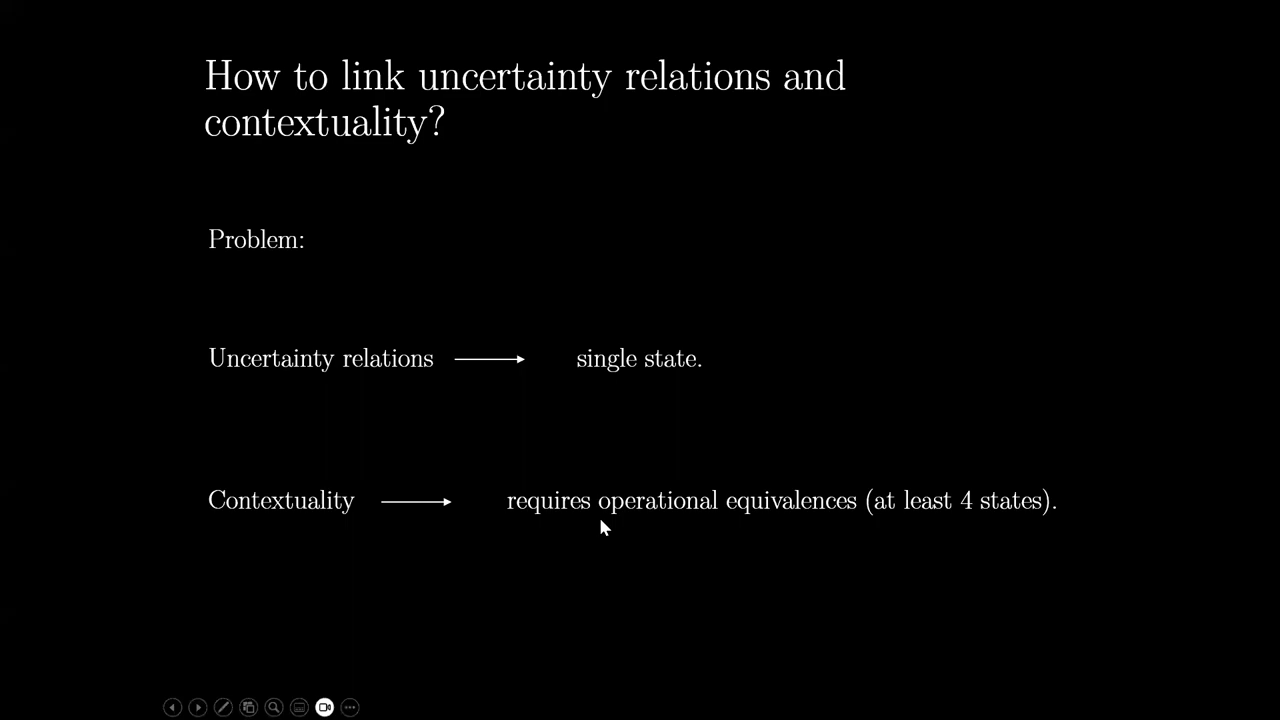 How to link uncertainty relations and
contextuality?
Problem:
Uncertainty relations ⟶ single state.
Contextuality ⟶ requires operational equivalences (at least 4 states).